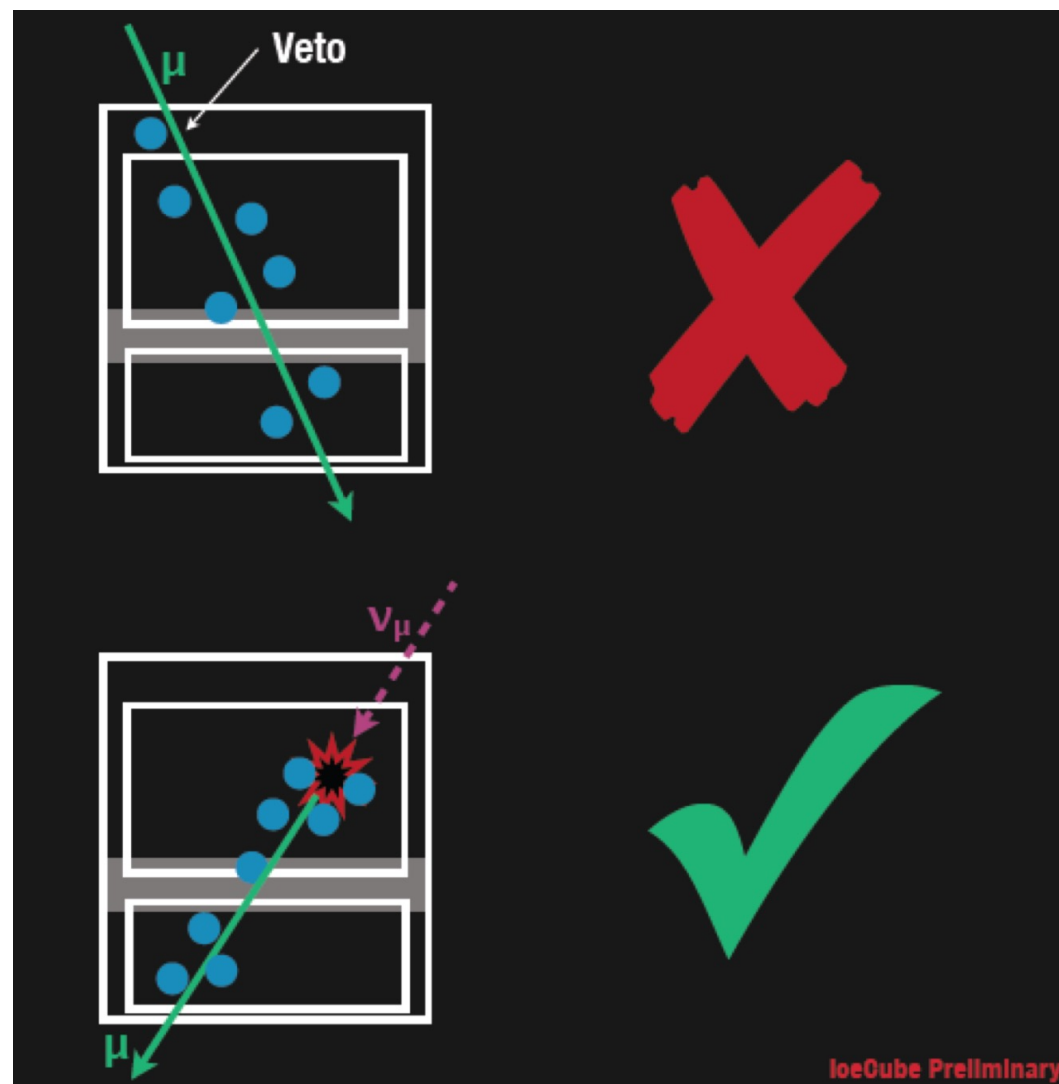 Veto
μ
νμ
μ
IceCube Preliminary